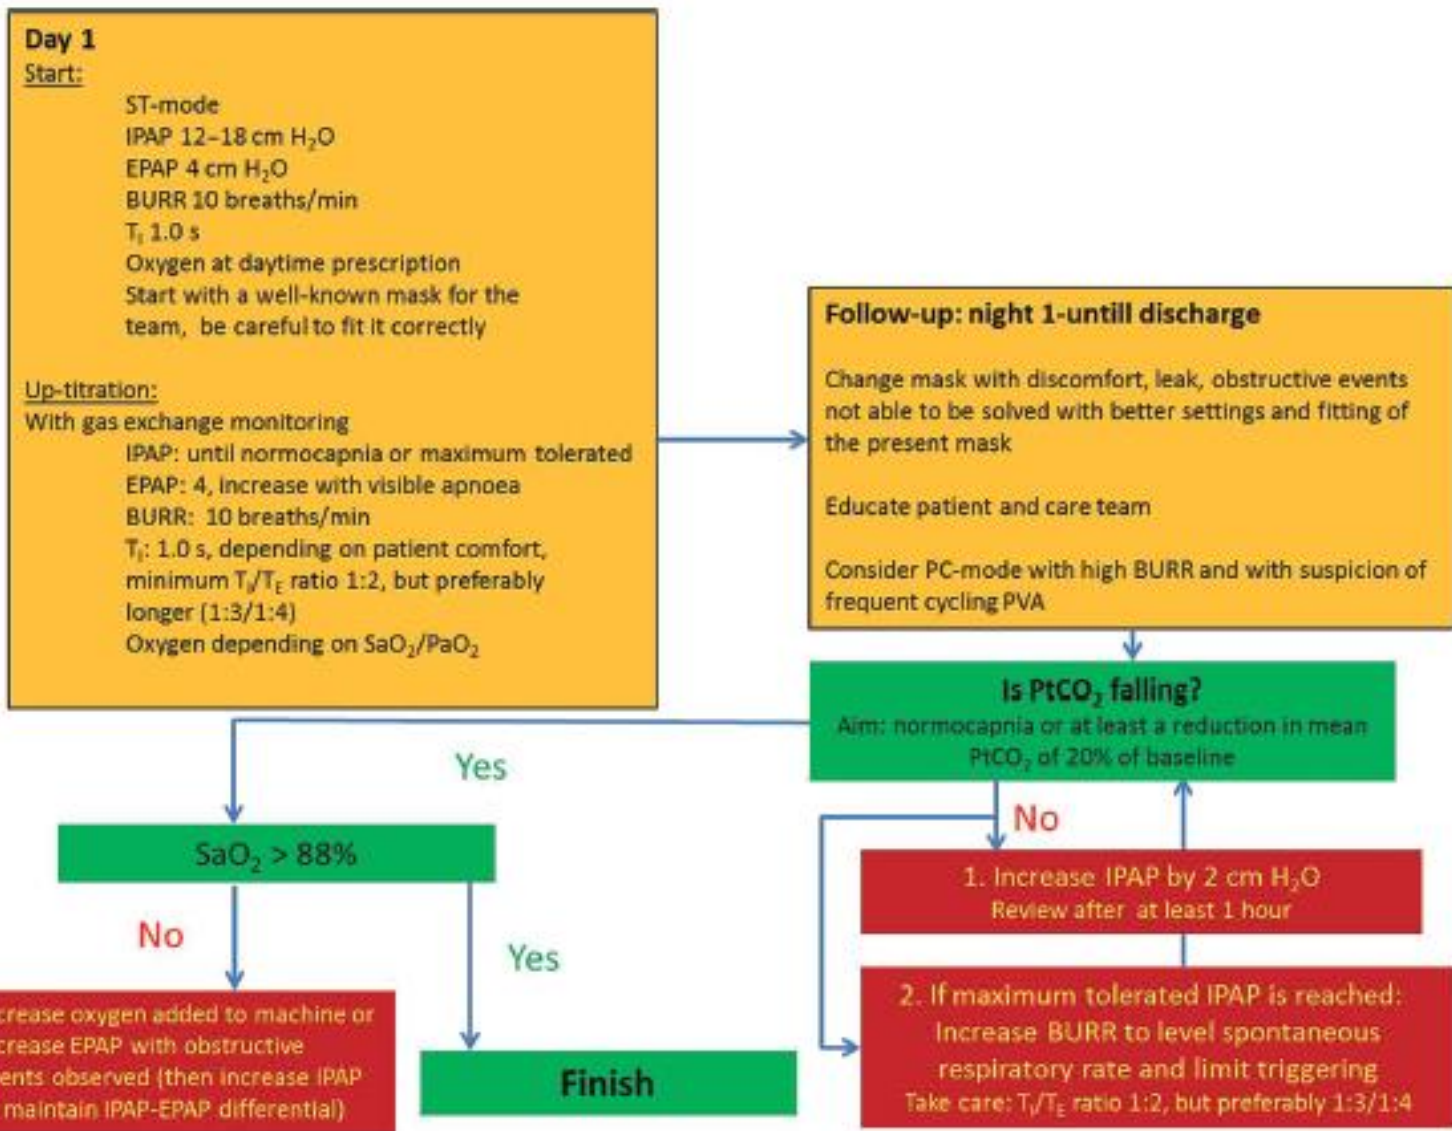 Day 1
Start:
ST-mode
IPAP 12–18 cm H₂O
EPAP 4 cm H₂O
BURR 10 breaths/min
Tᵢ 1.0 s
Oxygen at daytime prescription
Start with a well-known mask for the
team, be careful to fit it correctly
Up-titration:
With gas exchange monitoring
IPAP: until normocapnia or maximum tolerated
EPAP: 4, increase with visible apnoea
BURR: 10 breaths/min
Tᵢ: 1.0 s, depending on patient comfort,
minimum Tᵢ/Tᴇ ratio 1:2, but preferably
longer (1:3/1:4)
Oxygen depending on SaO₂/PaO₂
Follow-up: night 1-untill discharge
Change mask with discomfort, leak, obstructive events
not able to be solved with better settings and fitting of
the present mask
Educate patient and care team
Consider PC-mode with high BURR and with suspicion of
frequent cycling PVA
Is PtCO₂ falling?
Aim: normocapnia or at least a reduction in mean
PtCO₂ of 20% of baseline
Yes
No
SaO₂ > 88%
1. Increase IPAP by 2 cm H₂O
Review after at least 1 hour
No
Yes
2. If maximum tolerated IPAP is reached:
Increase BURR to level spontaneous
respiratory rate and limit triggering
Take care: Tᵢ/Tᴇ ratio 1:2, but preferably 1:3/1:4
crease oxygen added to machine or
crease EPAP with obstructive
ents observed (then increase IPAP
maintain IPAP-EPAP differential)
Finish